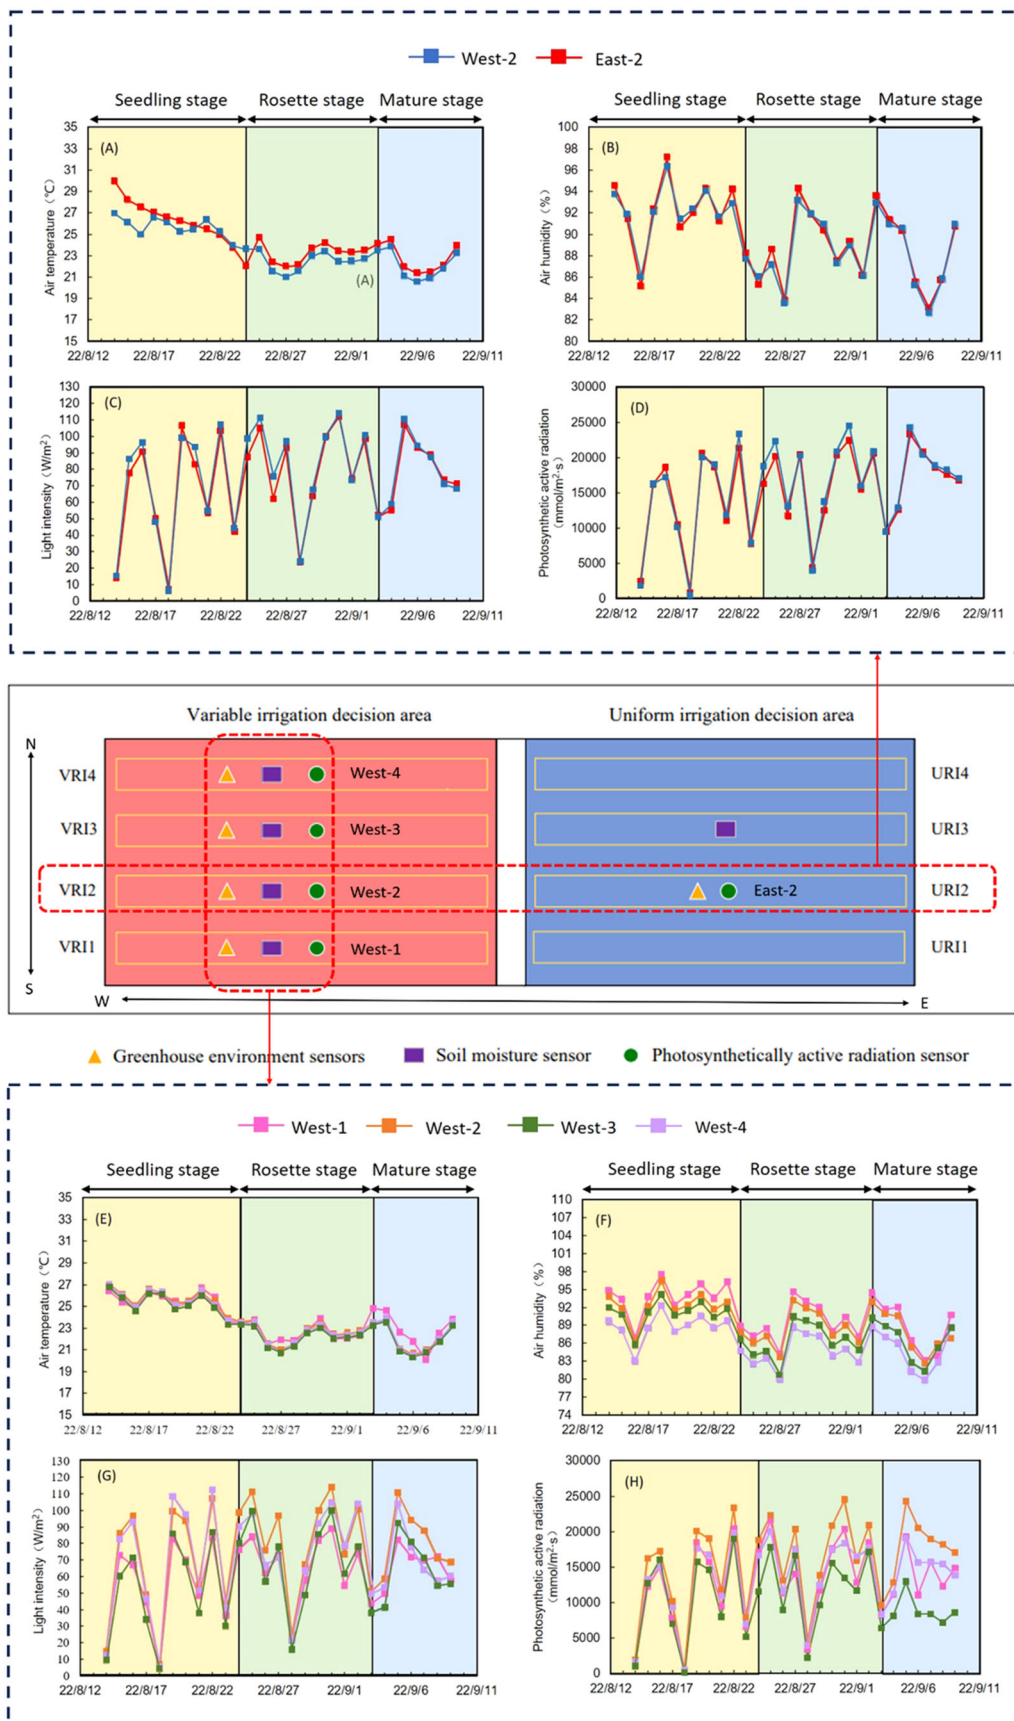 West-2 East-2
Seedling stage Rosette stage Mature stage
Seedling stage Rosette stage Mature stage
(A)
Air temperature (℃)
35
33
31
29
27
25
23
21
19
17
15
(A)
22/8/12 22/8/17 22/8/22 22/8/27 22/9/1 22/9/6 22/9/11
(B)
Air humidity (%)
100
98
96
94
92
90
88
86
84
82
80
22/8/12 22/8/17 22/8/22 22/8/27 22/9/1 22/9/6 22/9/11
(C)
Light intensity (W/m²)
130
120
110
100
90
80
70
60
50
40
30
20
10
0
22/8/12 22/8/17 22/8/22 22/8/27 22/9/1 22/9/6 22/9/11
(D)
Photosynthetic active radiation
(mmol/m²·s)
30000
25000
20000
15000
10000
5000
0
22/8/12 22/8/17 22/8/22 22/8/27 22/9/1 22/9/6 22/9/11
Variable irrigation decision area Uniform irrigation decision area
N
VRI4 West-4 URI4
VRI3 West-3 URI3
VRI2 West-2 East-2 URI2
VRI1 West-1 URI1
S
W E
Greenhouse environment sensors Soil moisture sensor Photosynthetically active radiation sensor
West-1 West-2 West-3 West-4
Seedling stage Rosette stage Mature stage
Seedling stage Rosette stage Mature stage
(E)
Air temperature (℃)
35
33
31
29
27
25
23
21
19
17
15
22/8/12 22/8/17 22/8/22 22/8/27 22/9/1 22/9/6 22/9/11
(F)
Air humidity (%)
110
107
104
101
98
95
92
89
86
83
80
77
74
22/8/12 22/8/17 22/8/22 22/8/27 22/9/1 22/9/6 22/9/11
(G)
Light intensity (W/m²)
130
120
110
100
90
80
70
60
50
40
30
20
10
0
22/8/12 22/8/17 22/8/22 22/8/27 22/9/1 22/9/6 22/9/11
(H)
Photosynthetic active radiation
(mmol/m²·s)
30000
25000
20000
15000
10000
5000
0
22/8/12 22/8/17 22/8/22 22/8/27 22/9/1 22/9/6 22/9/11